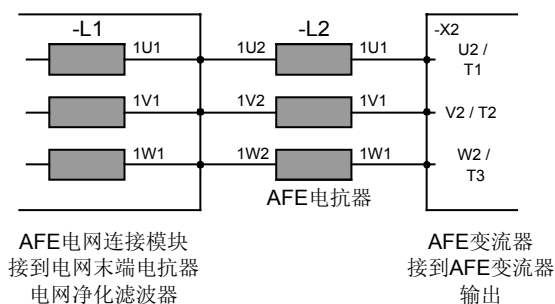 -L1
-L2
-X2
1U1
1U2
1U1
U2 /
T1
1V1
1V2
1V1
V2 / T2
1W1
1W2
1W1
W2 /
T3
AFE电抗器
AFE电网连接模块
接到电网末端电抗器
电网净化滤波器
AFE变流器
接到AFE变流器
输出